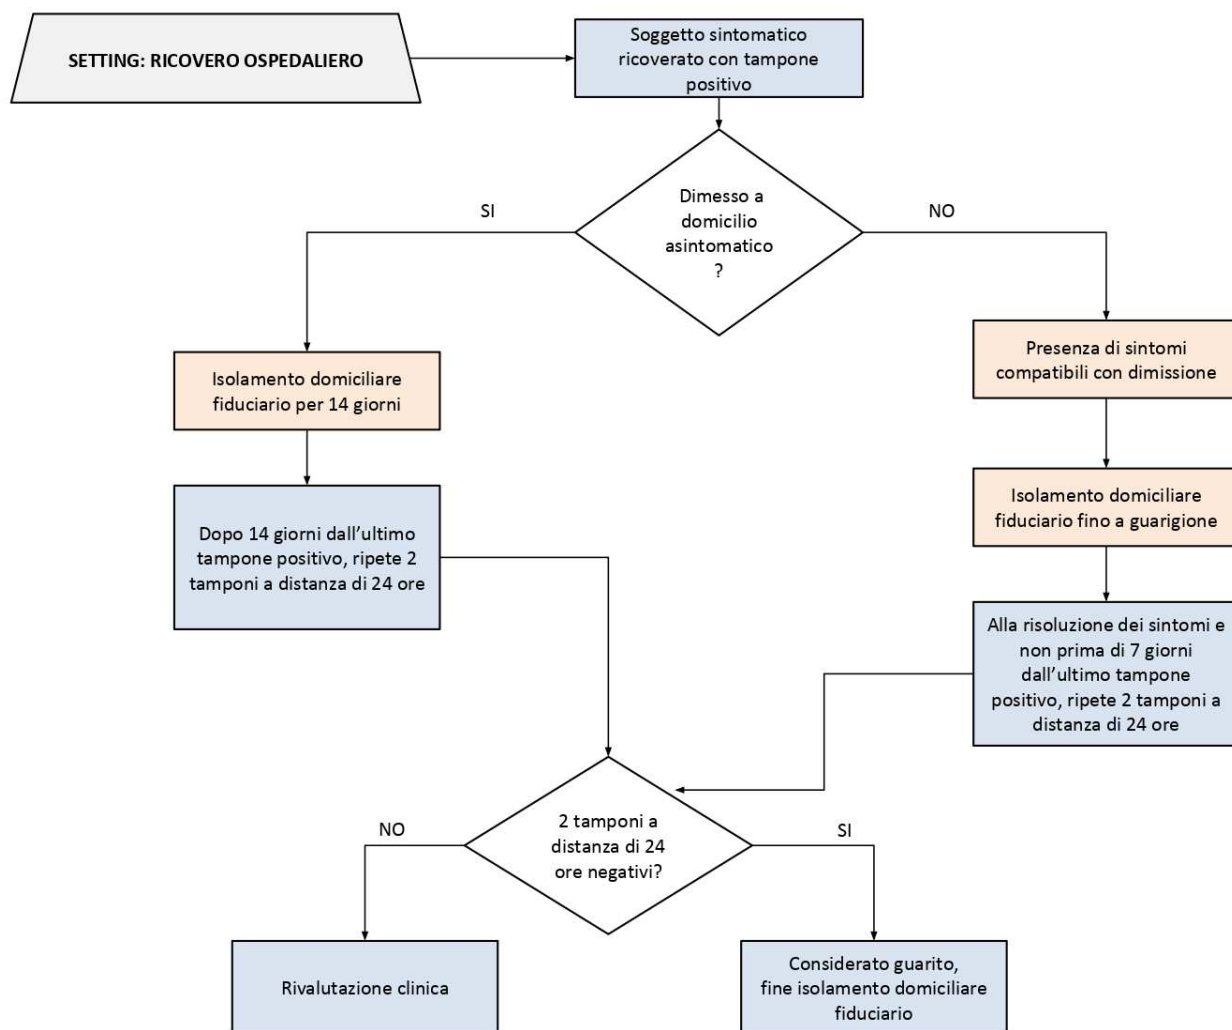 SETTING: RICOVERO OSPEDALIERO
Soggetto sintomatico
ricoverato con tampone
positivo
Dimesso a
domicilio
asintomatico
?
SI
NO
Isolamento domiciliare
fiduciario per 14 giorni
Presenza di sintomi
compatibili con dimissione
Dopo 14 giorni dall’ultimo
tampone positivo, ripete 2
tamponi a distanza di 24 ore
Isolamento domiciliare
fiduciario fino a guarigione
Alla risoluzione dei sintomi e
non prima di 7 giorni
dall’ultimo tampone
positivo, ripete 2 tamponi a
distanza di 24 ore
2 tamponi a
distanza di 24
ore negativi?
NO
SI
Rivalutazione clinica
Considerato guarito,
fine isolamento domiciliare
fiduciario